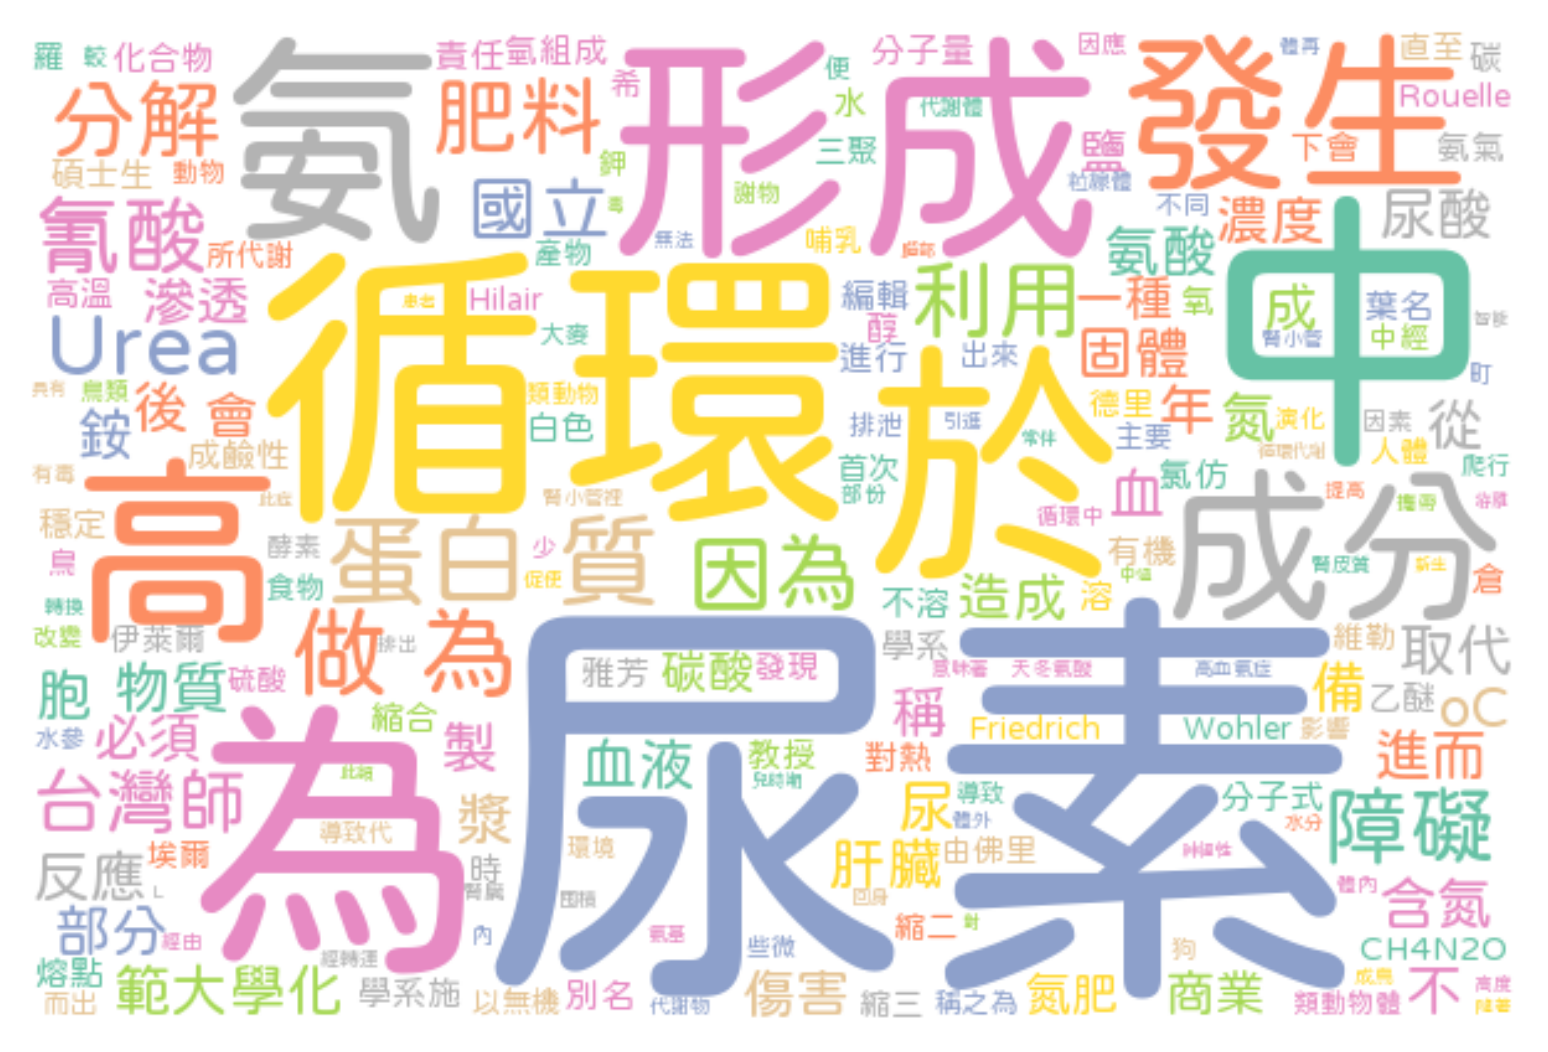 羅 較 化合物 責任 氫組成 希 分子量 因應 體再 直至 碳
分解 氨 肥料 形成 便 水 代謝體 發生 Rouelle
碩士生 動物 鉀 三聚 鹽 下會 氨氣
國立 毒 謝物 粒線體 不同 尿酸
氰酸 所代謝 產物 無法 哺乳 氨酸 濃度 中
高溫 滲透 循環 Hilair 編輯 利用 一種 氧 成 葉名
Urea 大麥 醇 進行 出來 固體 腎小管 中經 智能
具有 鳥類 後 會 類動物 於 德里 年 氮 演化 町
銨 白色 排泄 引進 常伴 主要 因素 從
成鹼性 首次 循環代謝 人體
有毒 高 此症 腎小管裡 部份 血 氯仿 提高 爬行
穩定 循環中 攜帶 成分
鳥 酵素 蛋白質 少 因為 有機
食物 促使 腎皮質 新生 倉
轉換 不溶 造成 溶
改變 伊萊爾 排出 做為 尿素 學系 維勒 取代
胞 物質 硫酸 雅芳 碳酸 發現 意味著 天冬氨酸 高血氨症 備 乙醚 oC
水參 必須 為 縮合 製 稱 Friedrich Wohler 影響
血液 教授 對熱 進而
台灣師 此類 兒時期 尿 導致 分子式 障礙
導致代 漿 體外 水分
反應 埃爾 時 環境 肝臟 由佛里
L 腎臟 回身 體內 含氮
部分 經由 內 氨基 些微 縮二 對 狗 CH4N2O
熔點 經轉運 成鳥
而出 範大學化 學系施 以無機 別名 代謝物 傷害 縮三 稱之為 氮肥 商業 類動物體 不 高度
隨著